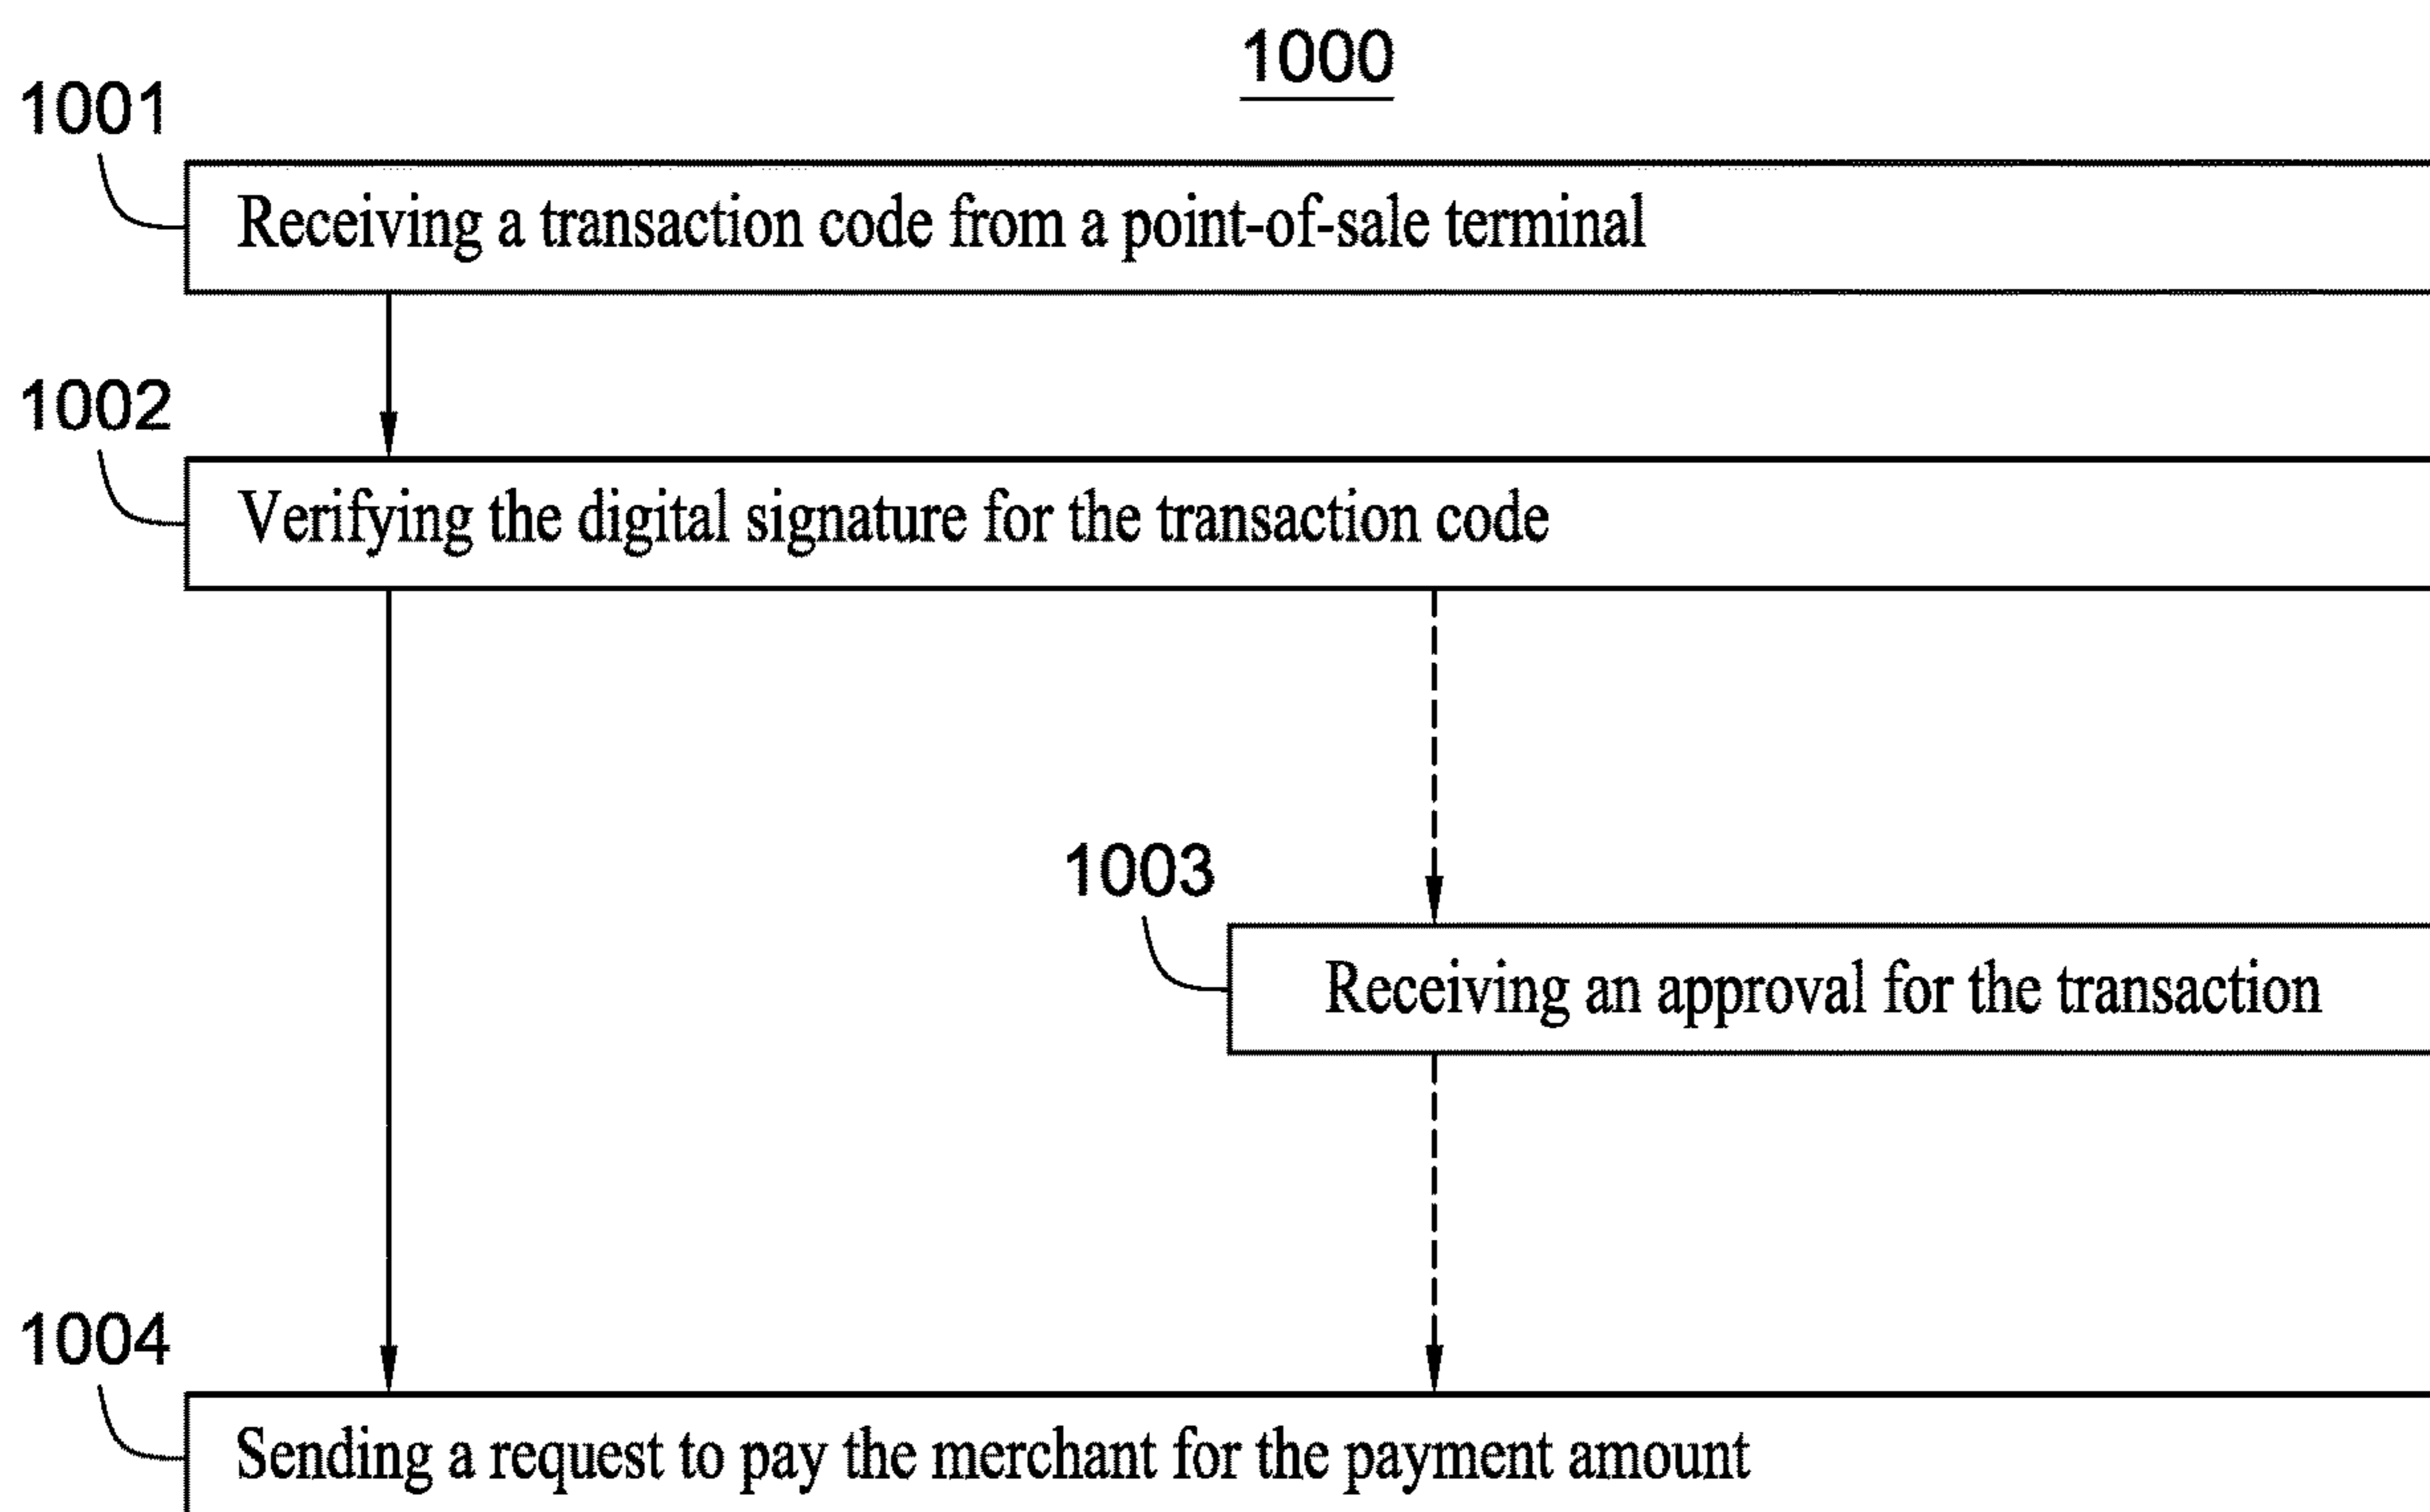 1000
1001
Receiving a transaction code from a point-of-sale terminal
1002
Verifying the digital signature for the transaction code
1003
Receiving an approval for the transaction
1004
Sending a request to pay the merchant for the payment amount